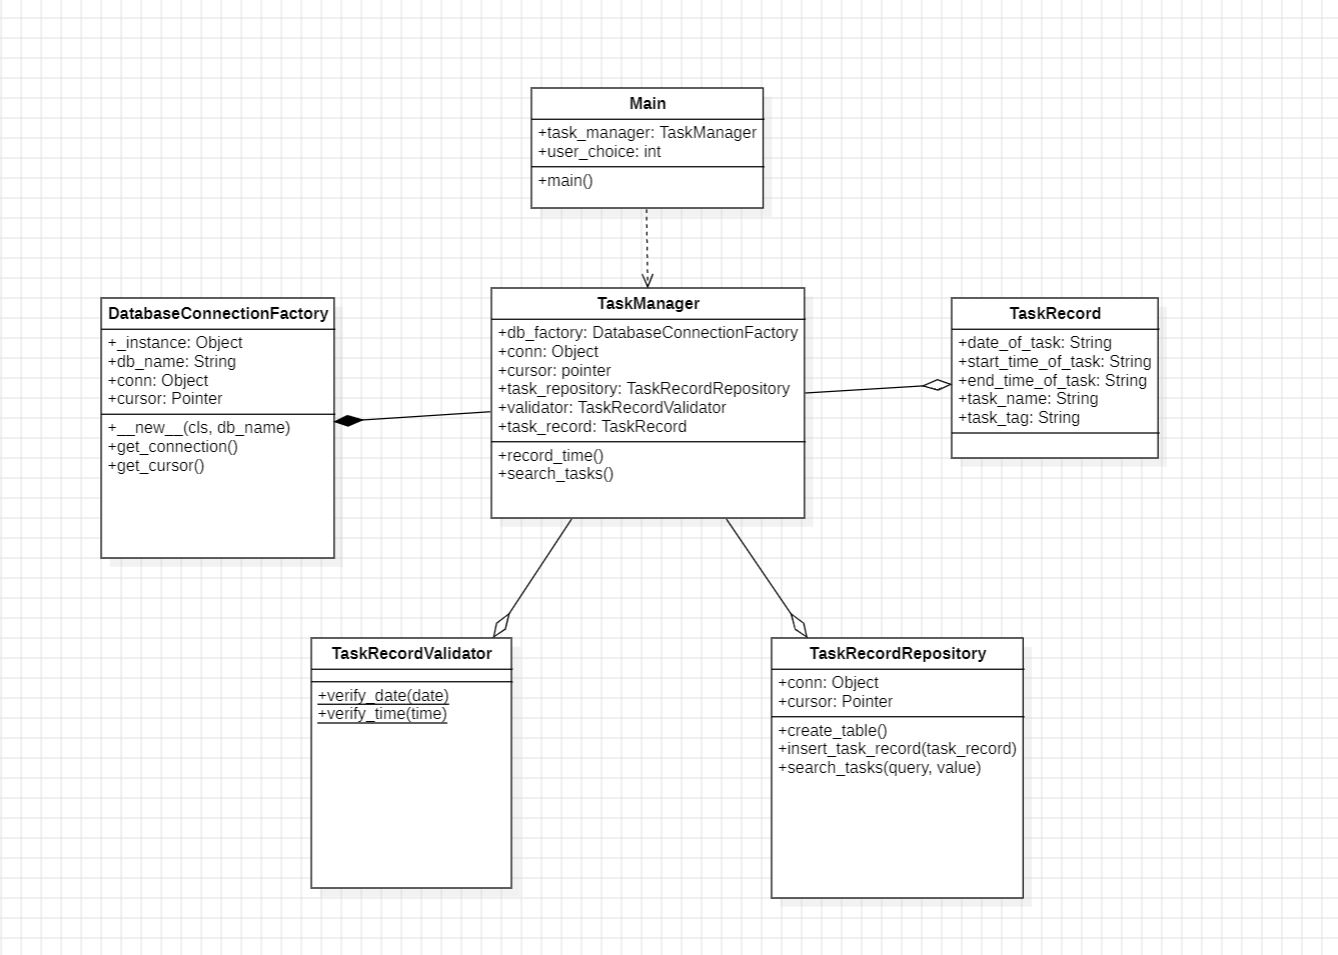 Main
+task_manager: TaskManager
+user_choice: int
+main()
DatabaseConnectionFactory
+_instance: Object
+db_name: String
+conn: Object
+cursor: Pointer
+__new__(cls, db_name)
+get_connection()
+get_cursor()
TaskManager
+db_factory: DatabaseConnectionFactory
+conn: Object
+cursor: pointer
+task_repository: TaskRecordRepository
+validator: TaskRecordValidator
+task_record: TaskRecord
+record_time()
+search_tasks()
TaskRecord
+date_of_task: String
+start_time_of_task: String
+end_time_of_task: String
+task_name: String
+task_tag: String
TaskRecordValidator
+verify_date(date)
+verify_time(time)
TaskRecordRepository
+conn: Object
+cursor: Pointer
+create_table()
+insert_task_record(task_record)
+search_tasks(query, value)